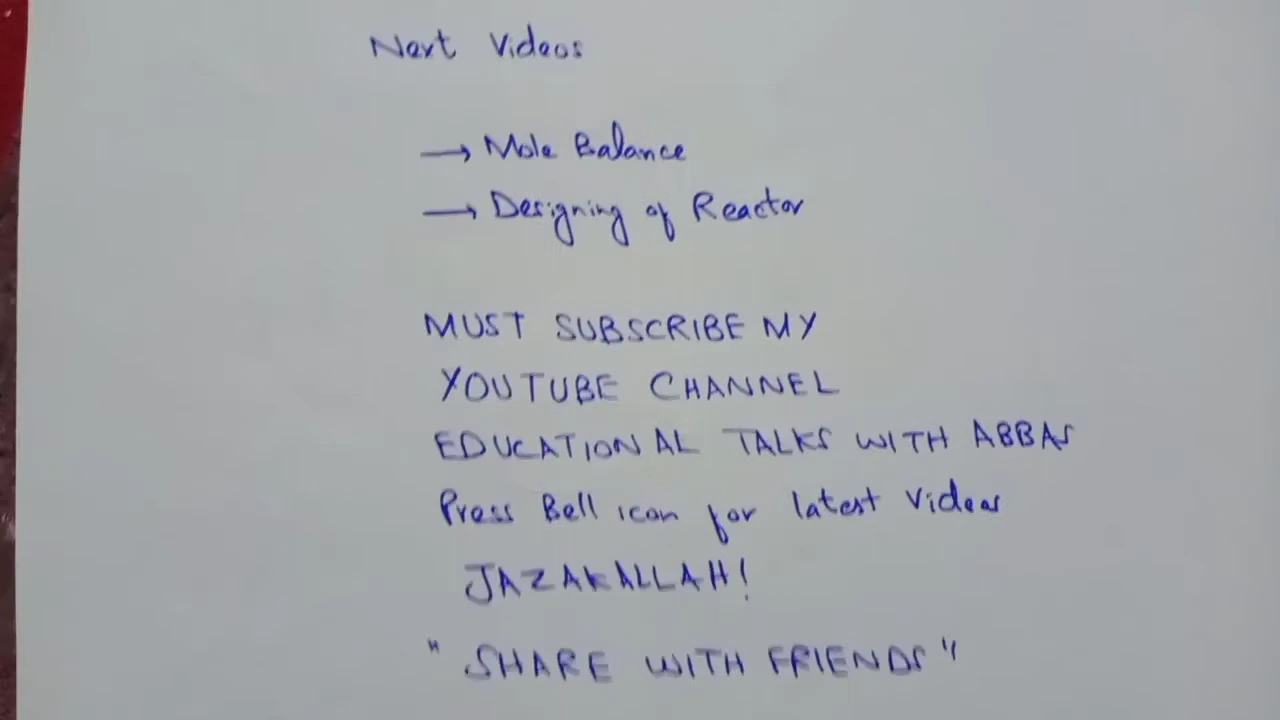 Next Videos
→ Mole Balance
→ Designing of Reactor
MUST SUBSCRIBE MY
YOUTUBE CHANNEL
EDUCATIONAL TALKS WITH ABBAS
Press Bell icon for latest Videos
JAZAKALLAH!
"SHARE WITH FRIENDS"